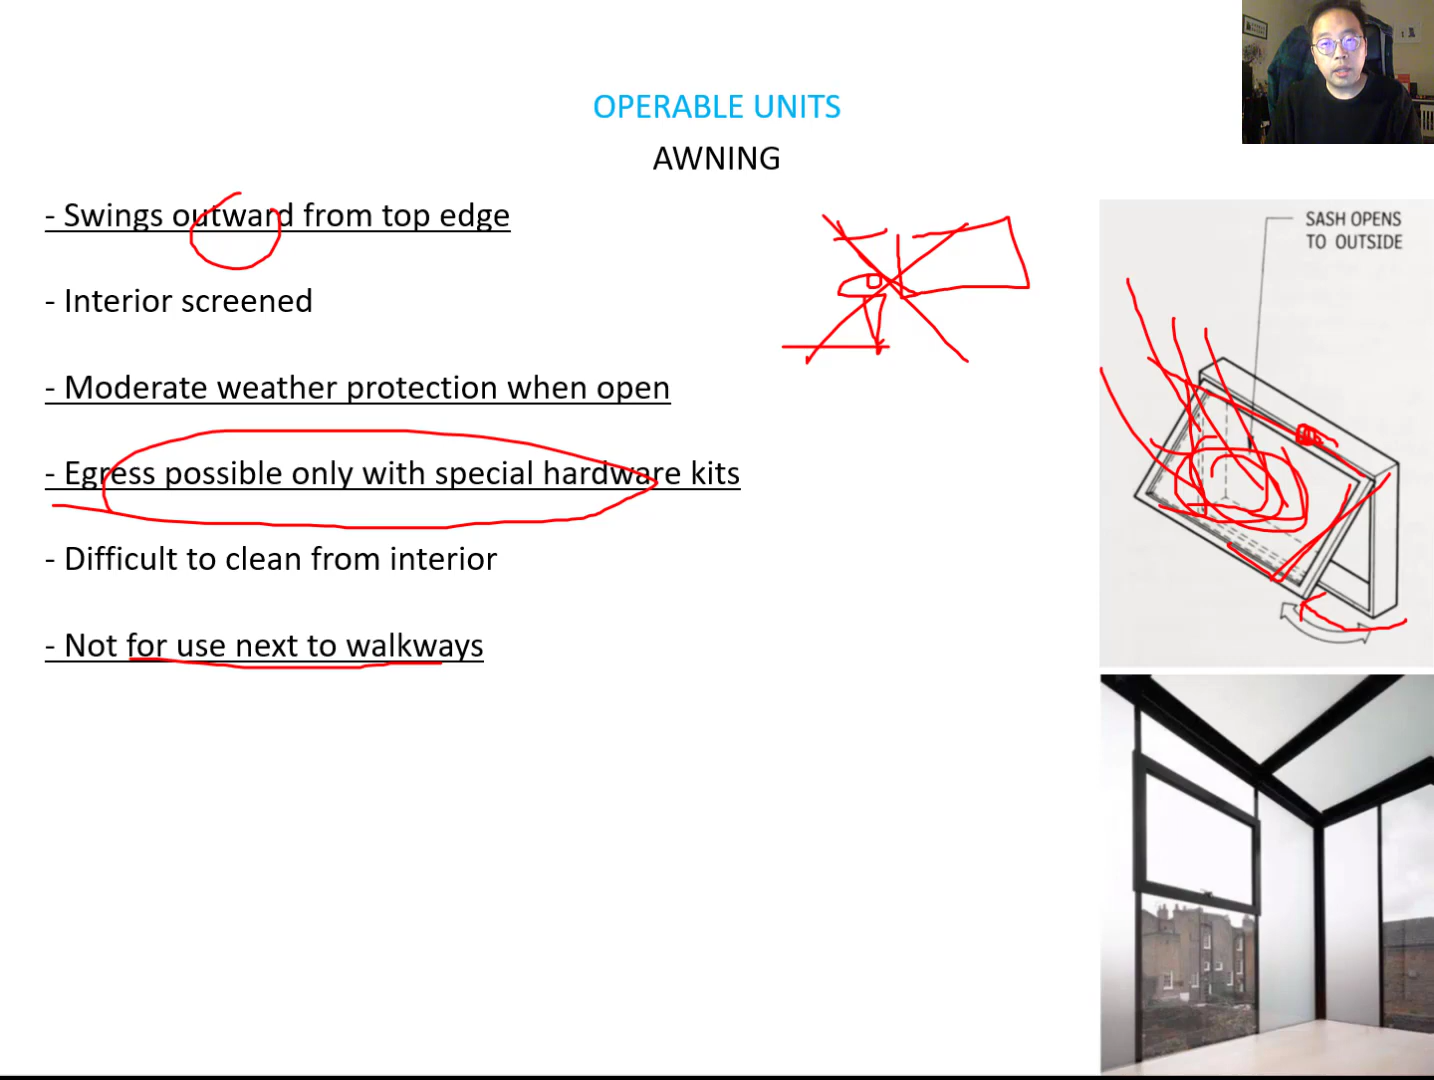 OPERABLE UNITS
AWNING
- Swings outward from top edge
- Interior screened
- Moderate weather protection when open
- Egress possible only with special hardware kits
- Difficult to clean from interior
- Not for use next to walkways
SASH OPENS
TO OUTSIDE